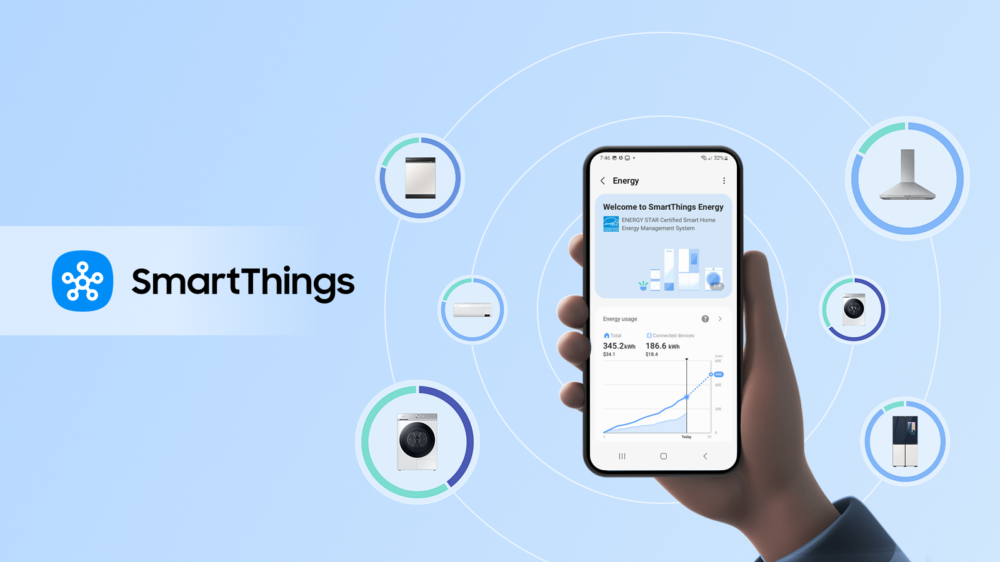 SmartThings
7:46
32%
Energy
Welcome to SmartThings Energy
ENERGY STAR Certified Smart Home
Energy Management System
ENERGY STAR
Energy usage
?
Total
Connected devices
345.2kWh
186.6 kWh
$34.1
$18.4
(kWh)
600
440
400
200
0
1
Today
31